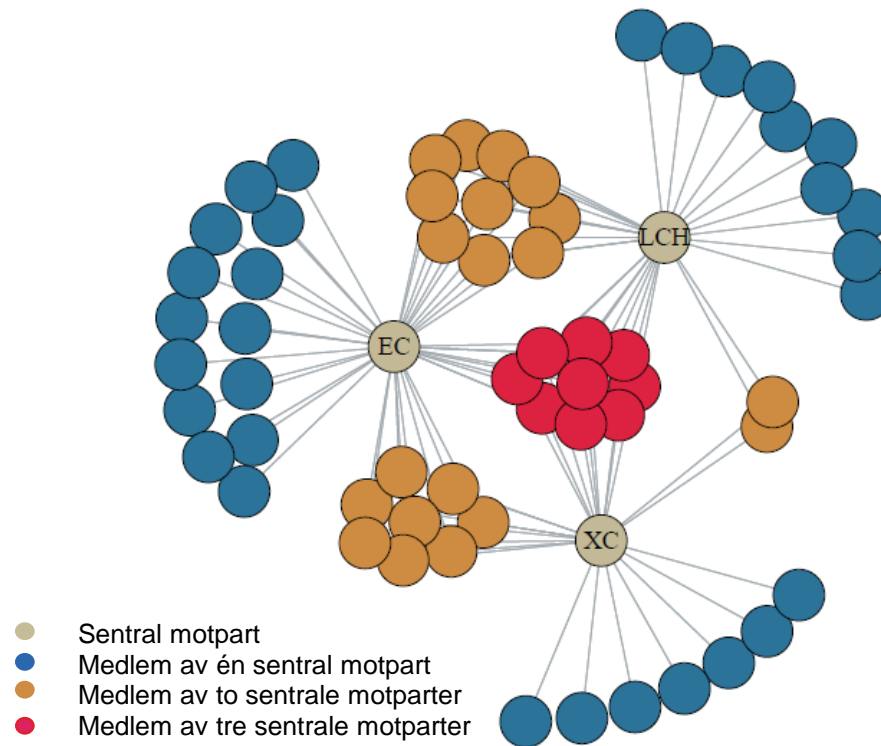 LCH
EC
XC
Sentral motpart
Medlem av én sentral motpart
Medlem av to sentrale motparter
Medlem av tre sentrale motparter